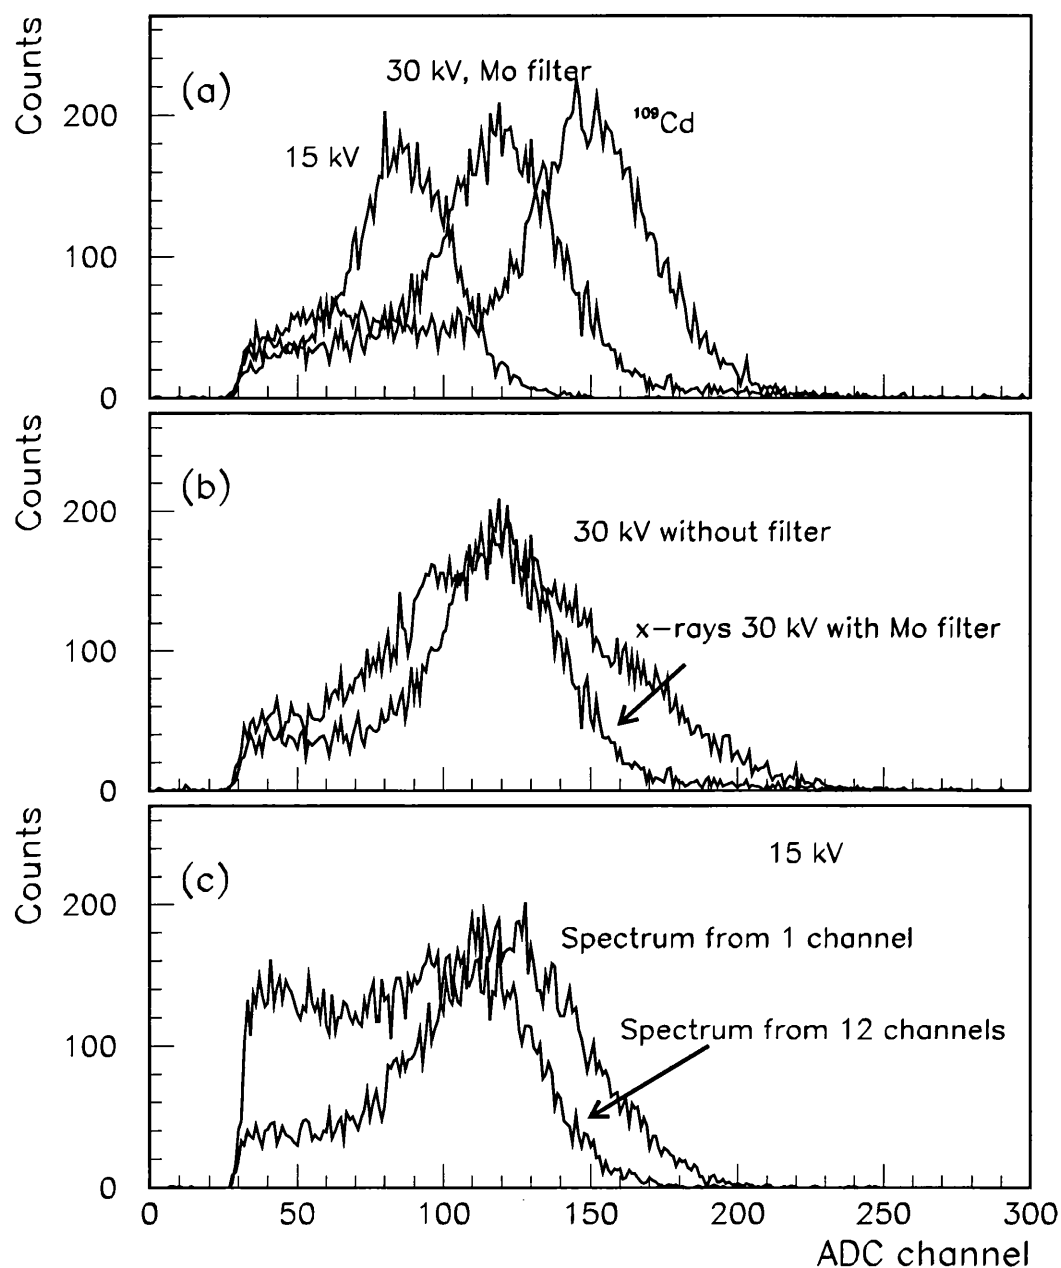 Counts
(a)
30 kV, Mo filter
15 kV
¹⁰⁹Cd
200
100
0
Counts
(b)
30 kV without filter
x-rays 30 kV with Mo filter
200
100
0
Counts
(c)
15 kV
Spectrum from 1 channel
Spectrum from 12 channels
200
100
0
0 50 100 150 200 250 300
ADC channel